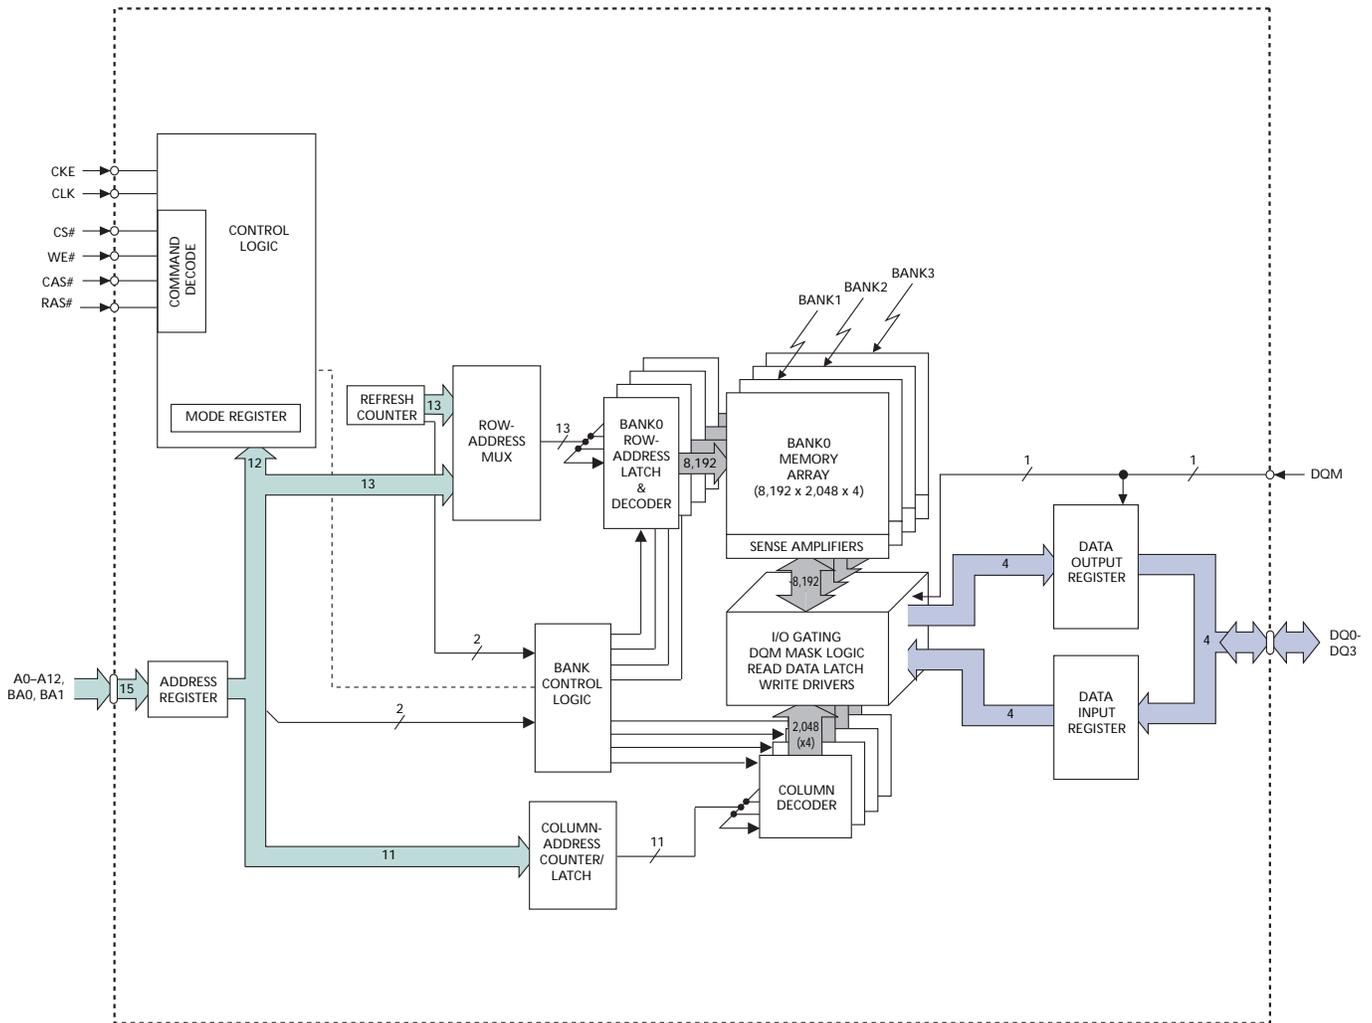 CKE
CLK
CS#
WE#
CAS#
RAS#
CONTROL
LOGIC
COMMAND
DECODE
MODE REGISTER
12
REFRESH
COUNTER
13
ROW-
ADDRESS
MUX
13
13
BANK0
ROW-
ADDRESS
LATCH
&
DECODER
8,192
BANK1
BANK2
BANK3
BANK0
MEMORY
ARRAY
(8,192 x 2,048 x 4)
SENSE AMPLIFIERS
8,192
I/O GATING
DQM MASK LOGIC
READ DATA LATCH
WRITE DRIVERS
2,048
(x4)
COLUMN
DECODER
1
1
DQM
DATA
OUTPUT
REGISTER
4
4
DQ0-
DQ3
DATA
INPUT
REGISTER
4
A0–A12,
BA0, BA1
15
ADDRESS
REGISTER
2
2
BANK
CONTROL
LOGIC
11
COLUMN-
ADDRESS
COUNTER/
LATCH
11